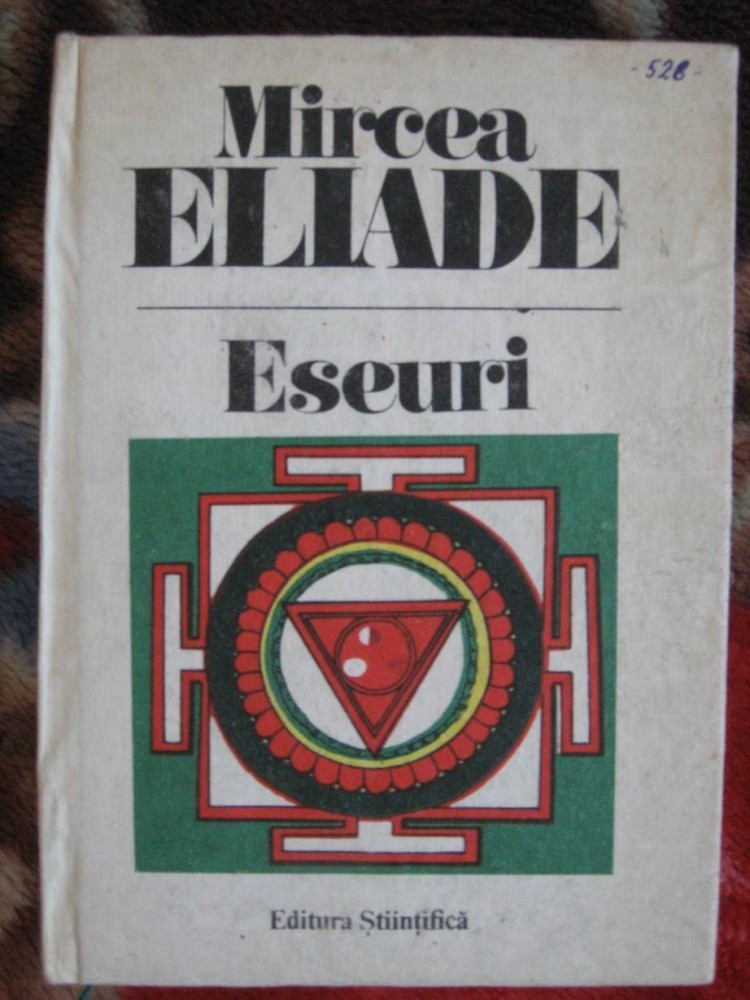 - 528 -
Mircea
ELIADE
Eseuri
Editura Științifică